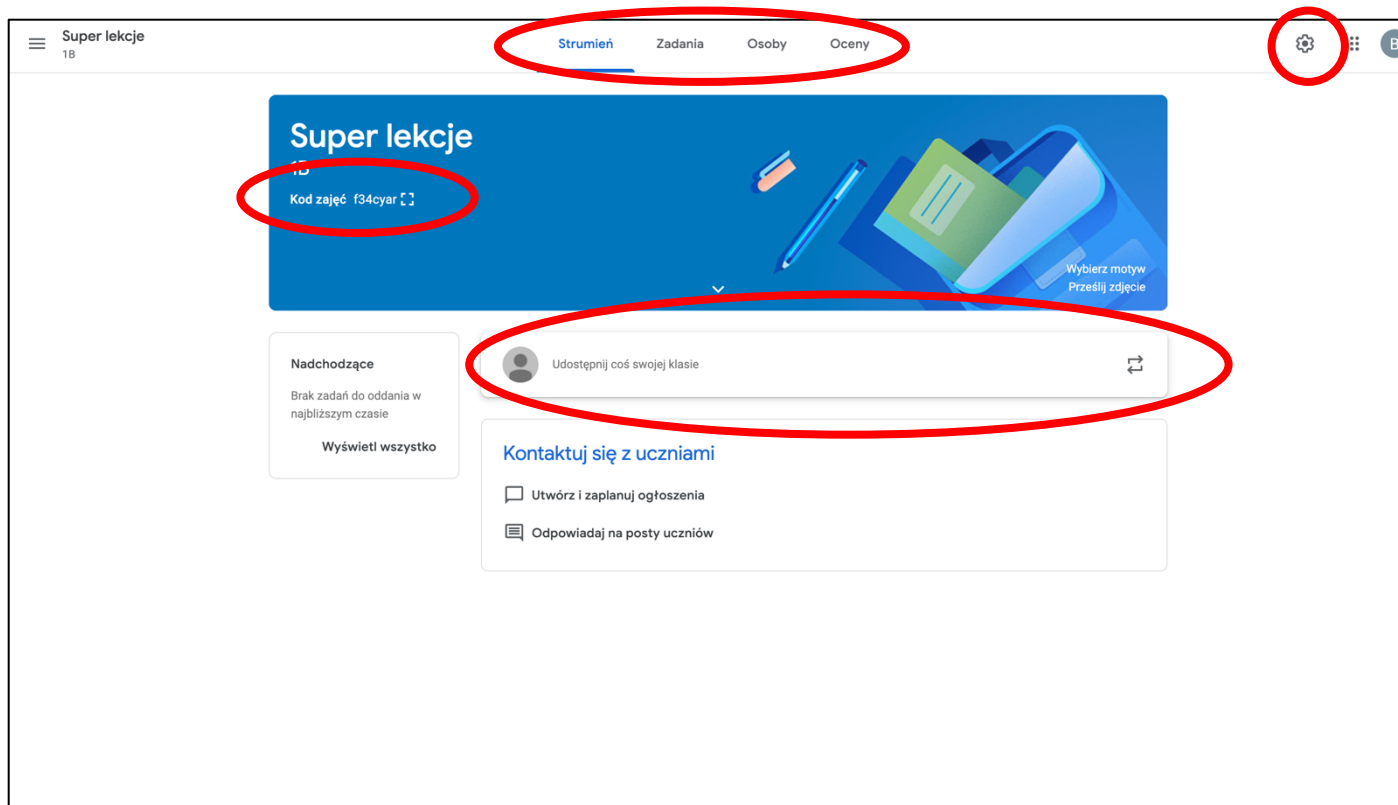 Super lekcje
1B
Strumień Zadania Osoby Oceny
B
Super lekcje
1B
Kod zajęć f34cyar
Wybierz motyw
Prześlij zdjęcie
Nadchodzące
Brak zadań do oddania w
najbliższym czasie
Wyświetl wszystko
Udostępnij coś swojej klasie
Kontaktuj się z uczniami
Utwórz i zaplanuj ogłoszenia
Odpowiadaj na posty uczniów